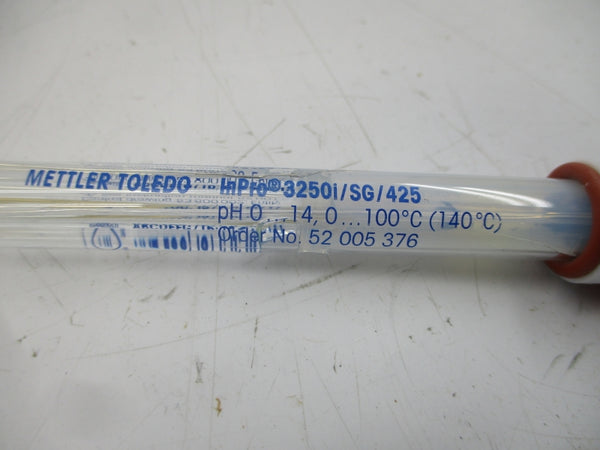 METTLER TOLEDO InPro® 3250i/SG/425
pH 0...14, 0...100°C (140°C)
Order No. 52 005 376